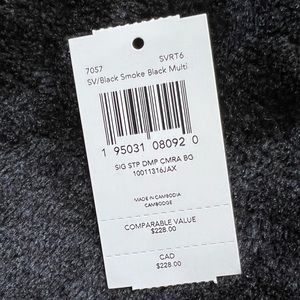 7057 SVRT6
SV/Black Smoke Black Multi
1 95031 08092 0
SIG STP DMP CMRA BG
10011316JAX
MADE IN CAMBODIA
CAMBODGE
COMPARABLE VALUE
$228.00
CAD
$228.00